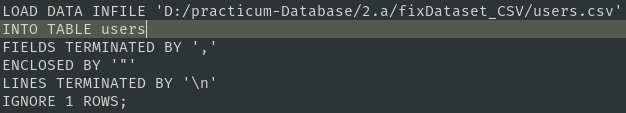 LOAD DATA INFILE 'D:/practicum-Database/2.a/fixDataset_CSV/users.csv'
INTO TABLE users
FIELDS TERMINATED BY ','
ENCLOSED BY '"'
LINES TERMINATED BY '\n'
IGNORE 1 ROWS;